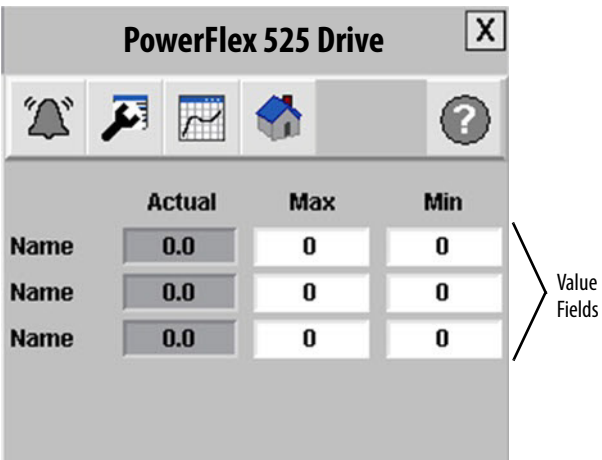 PowerFlex 525 Drive X
?
Actual Max Min
Name 0.0 0 0
Name 0.0 0 0
Name 0.0 0 0
Value
Fields